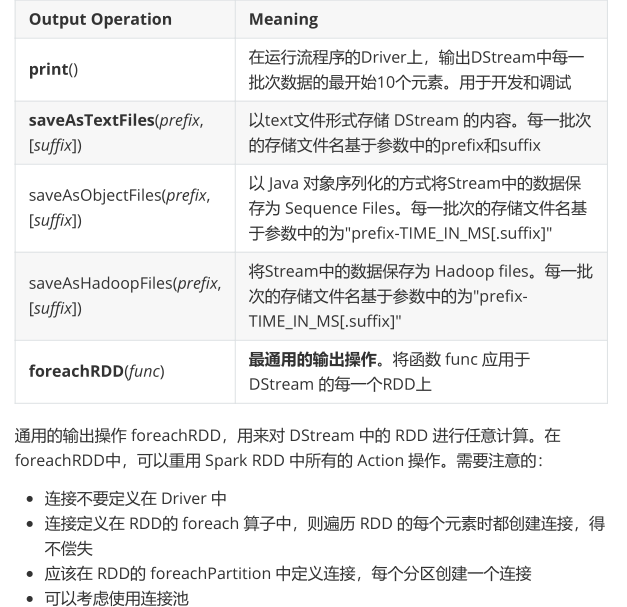 Output Operation Meaning
print() 在运行流程序的Driver上，输出DStream中每一
批次数据的最开始10个元素。用于开发和调试
saveAsTextFiles(prefix, 以text文件形式存储 DStream 的内容。每一批次
[suffix]) 的存储文件名基于参数中的prefix和suffix
saveAsObjectFiles(prefix, 以 Java 对象序列化的方式将Stream中的数据保
[suffix]) 存为 Sequence Files。每一批次的存储文件名基
于参数中的为"prefix-TIME_IN_MS[.suffix]"
saveAsHadoopFiles(prefix, 将Stream中的数据保存为 Hadoop files。每一批
[suffix]) 次的存储文件名基于参数中的为"prefix-
TIME_IN_MS[.suffix]"
foreachRDD(func) 最通用的输出操作。将函数 func 应用于
DStream 的每一个RDD上
通用的输出操作 foreachRDD，用来对 DStream 中的 RDD 进行任意计算。在
foreachRDD中，可以重用 Spark RDD 中所有的 Action 操作。需要注意的：
• 连接不要定义在 Driver 中
• 连接定义在 RDD的 foreach 算子中，则遍历 RDD 的每个元素时都创建连接，得
不偿失
• 应该在 RDD的 foreachPartition 中定义连接，每个分区创建一个连接
• 可以考虑使用连接池